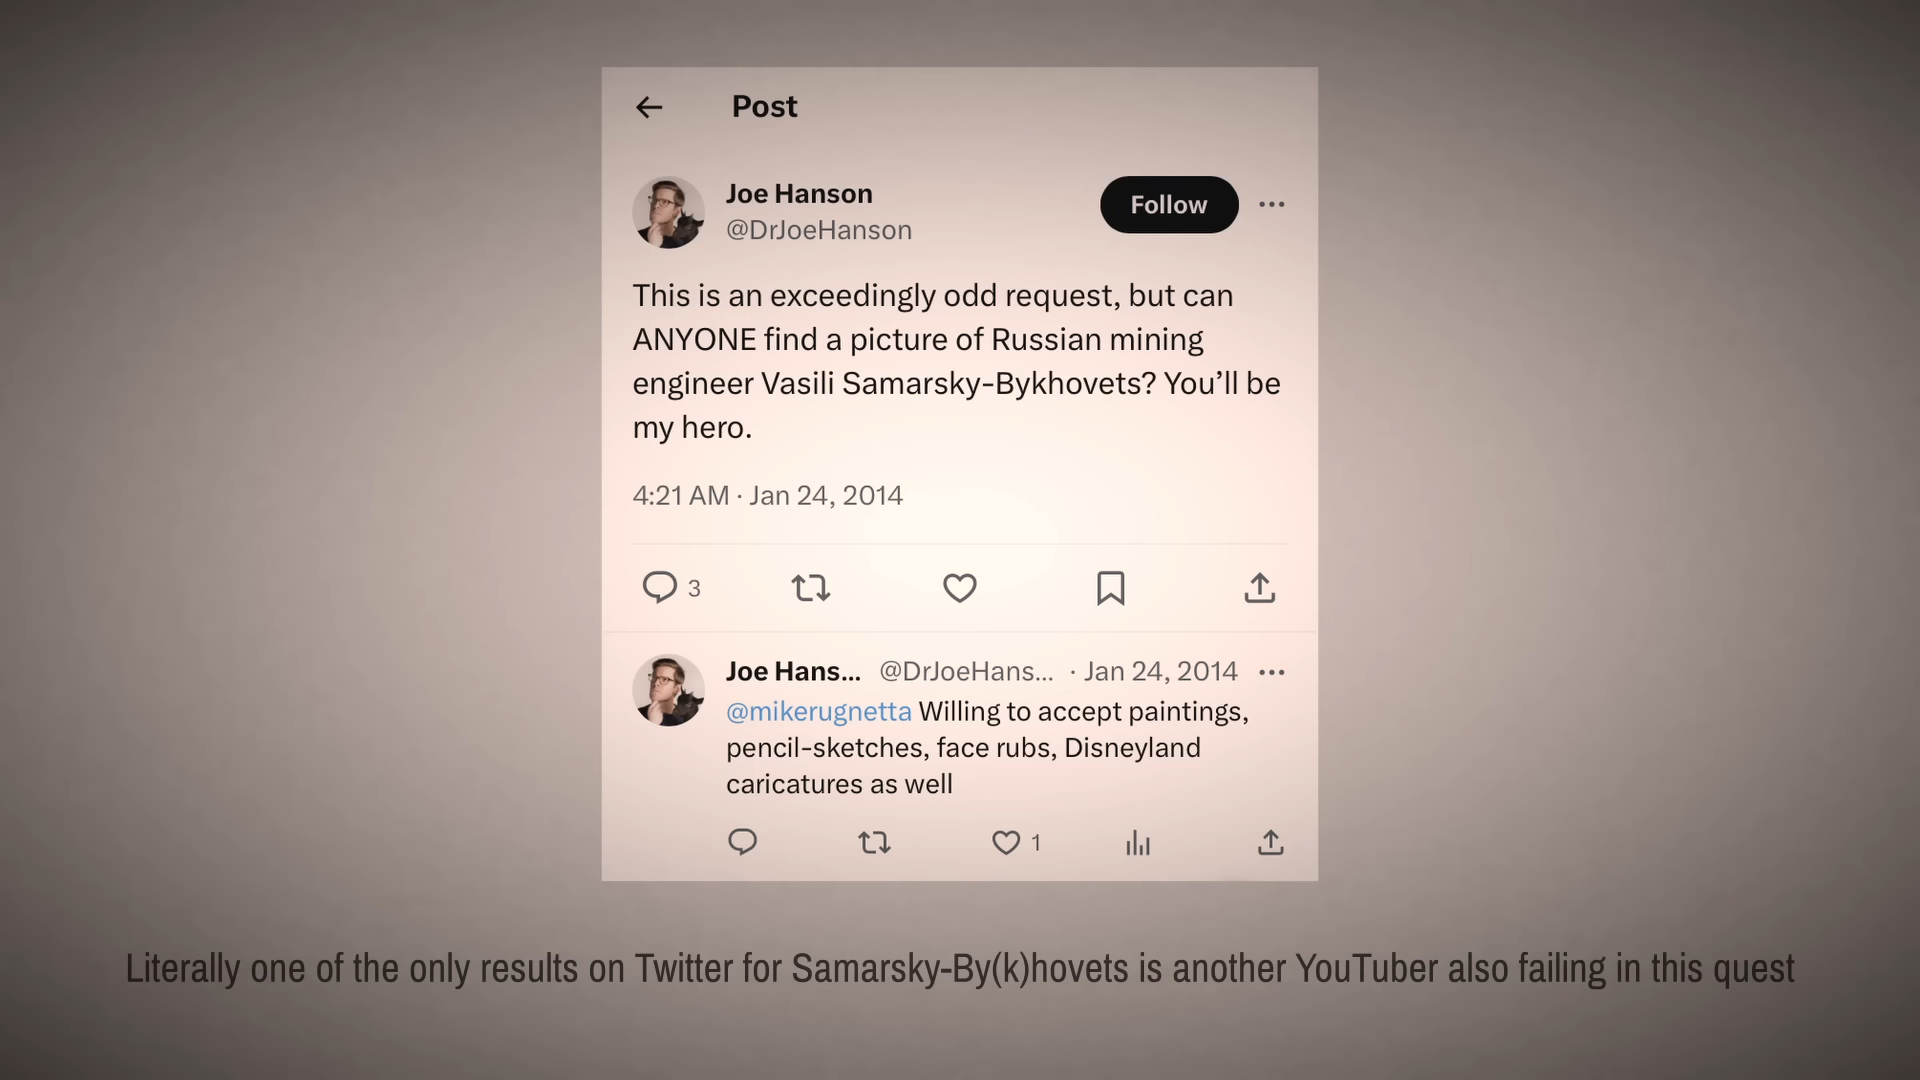 Post
Joe Hanson
@DrJoeHanson
Follow
This is an exceedingly odd request, but can
ANYONE find a picture of Russian mining
engineer Vasili Samarsky-Bykhovets? You’ll be
my hero.
4:21 AM · Jan 24, 2014
3
Joe Hans... @DrJoeHans... · Jan 24, 2014
@mikerugnetta Willing to accept paintings,
pencil-sketches, face rubs, Disneyland
caricatures as well
1
Literally one of the only results on Twitter for Samarsky-By(k)hovets is another YouTuber also failing in this quest